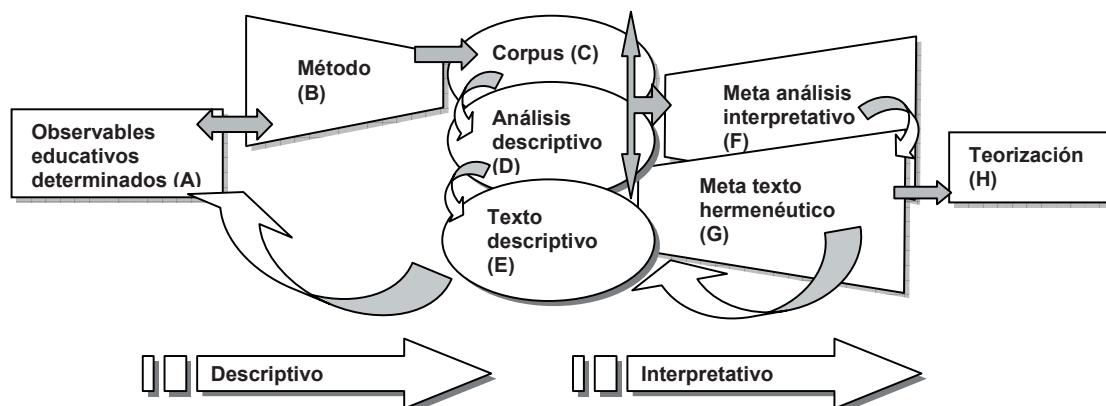 Observables
educativos
determinados (A)
Método
(B)
Corpus (C)
Análisis
descriptivo
(D)
Texto
descriptivo
(E)
Meta análisis
interpretativo
(F)
Meta texto
hermenéutico
(G)
Teorización
(H)
Descriptivo
Interpretativo